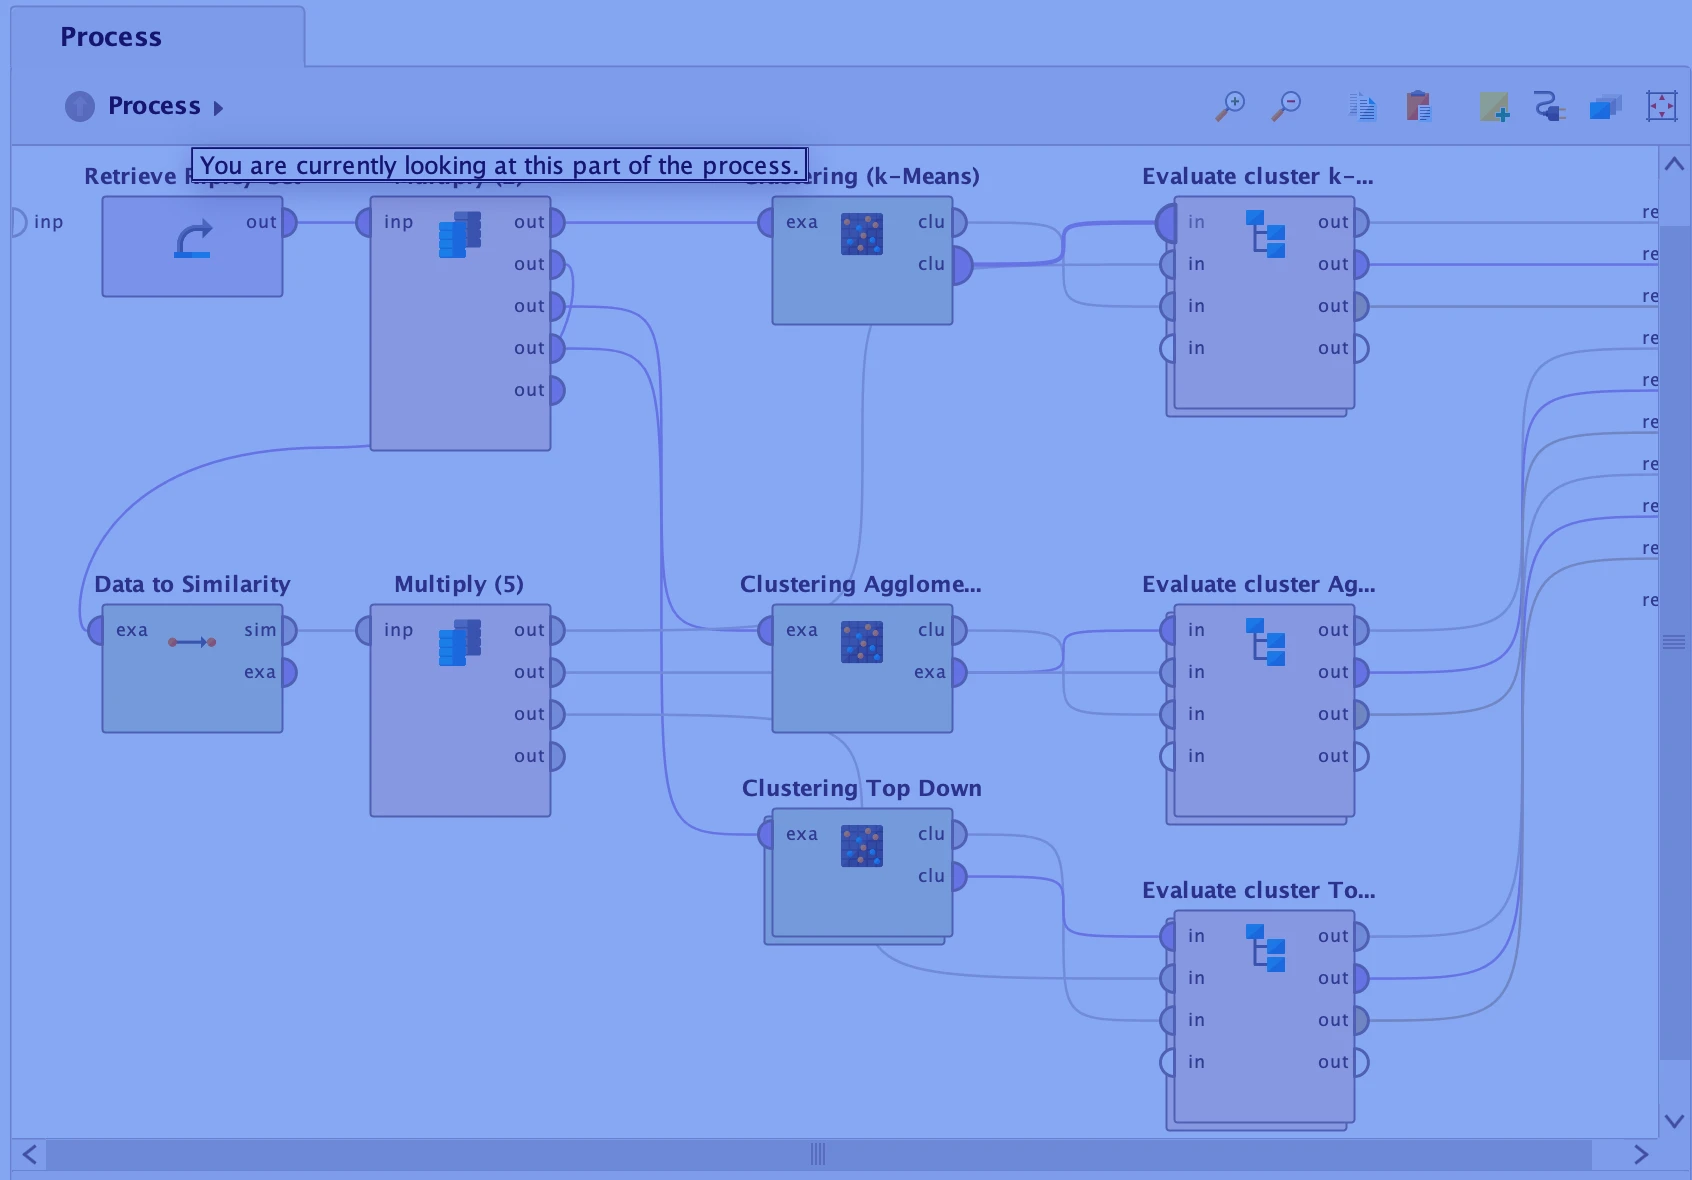 Process
Process
You are currently looking at this part of the process.
Retrieve
(k-Means)
Evaluate cluster k-...
inp
out
inp
out
out
out
out
out
exa
clu
clu
in
in
in
in
out
out
out
out
re
re
re
re
re
re
re
re
re
re
Data to Similarity
exa
sim
exa
Multiply (5)
inp
out
out
out
out
Clustering Agglome...
exa
clu
exa
Evaluate cluster Ag...
in
in
in
in
out
out
out
out
Clustering Top Down
exa
clu
clu
Evaluate cluster To...
in
in
in
in
out
out
out
out